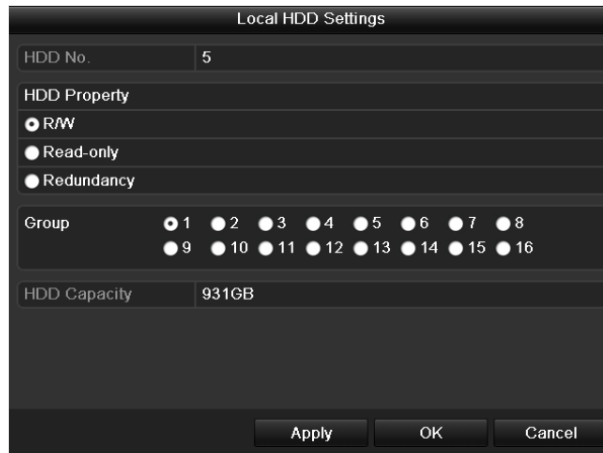 Local HDD Settings
HDD No. 5
HDD Property
R/W
Read-only
Redundancy
Group 1 2 3 4 5 6 7 8
9 10 11 12 13 14 15 16
HDD Capacity 931GB
Apply OK Cancel